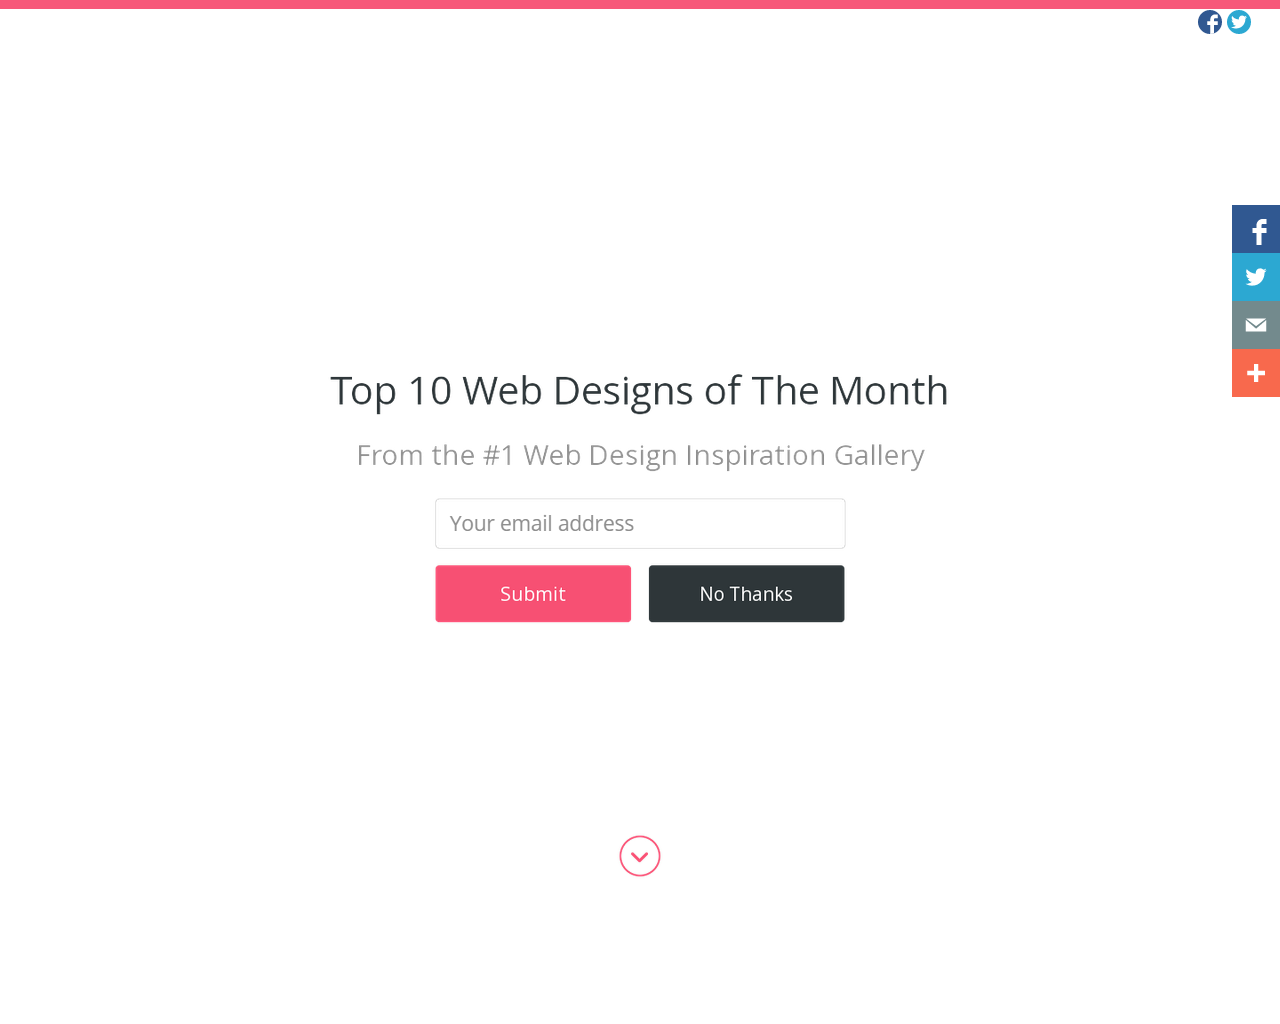 Top 10 Web Designs of The Month
From the #1 Web Design Inspiration Gallery
Your email address
Submit
No Thanks